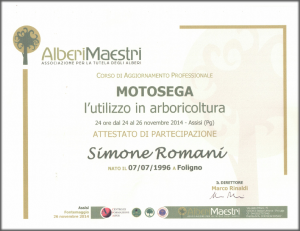 AlberiMaestri
ASSOCIAZIONE PER LA TUTELA DEGLI ALBERI
CORSO DI AGGIORNAMENTO PROFESSIONALE
MOTOSEGA
l'utilizzo in arboricoltura
24 ore dal 24 al 26 novembre 2014 - Assisi (Pg)
ATTESTATO DI PARTECIPAZIONE
Simone Romani
NATO IL 07/07/1996 A Foligno
IL DIRETTORE
Marco Rinaldi
Assisi
26 novembre 2014
AlberiMaestri